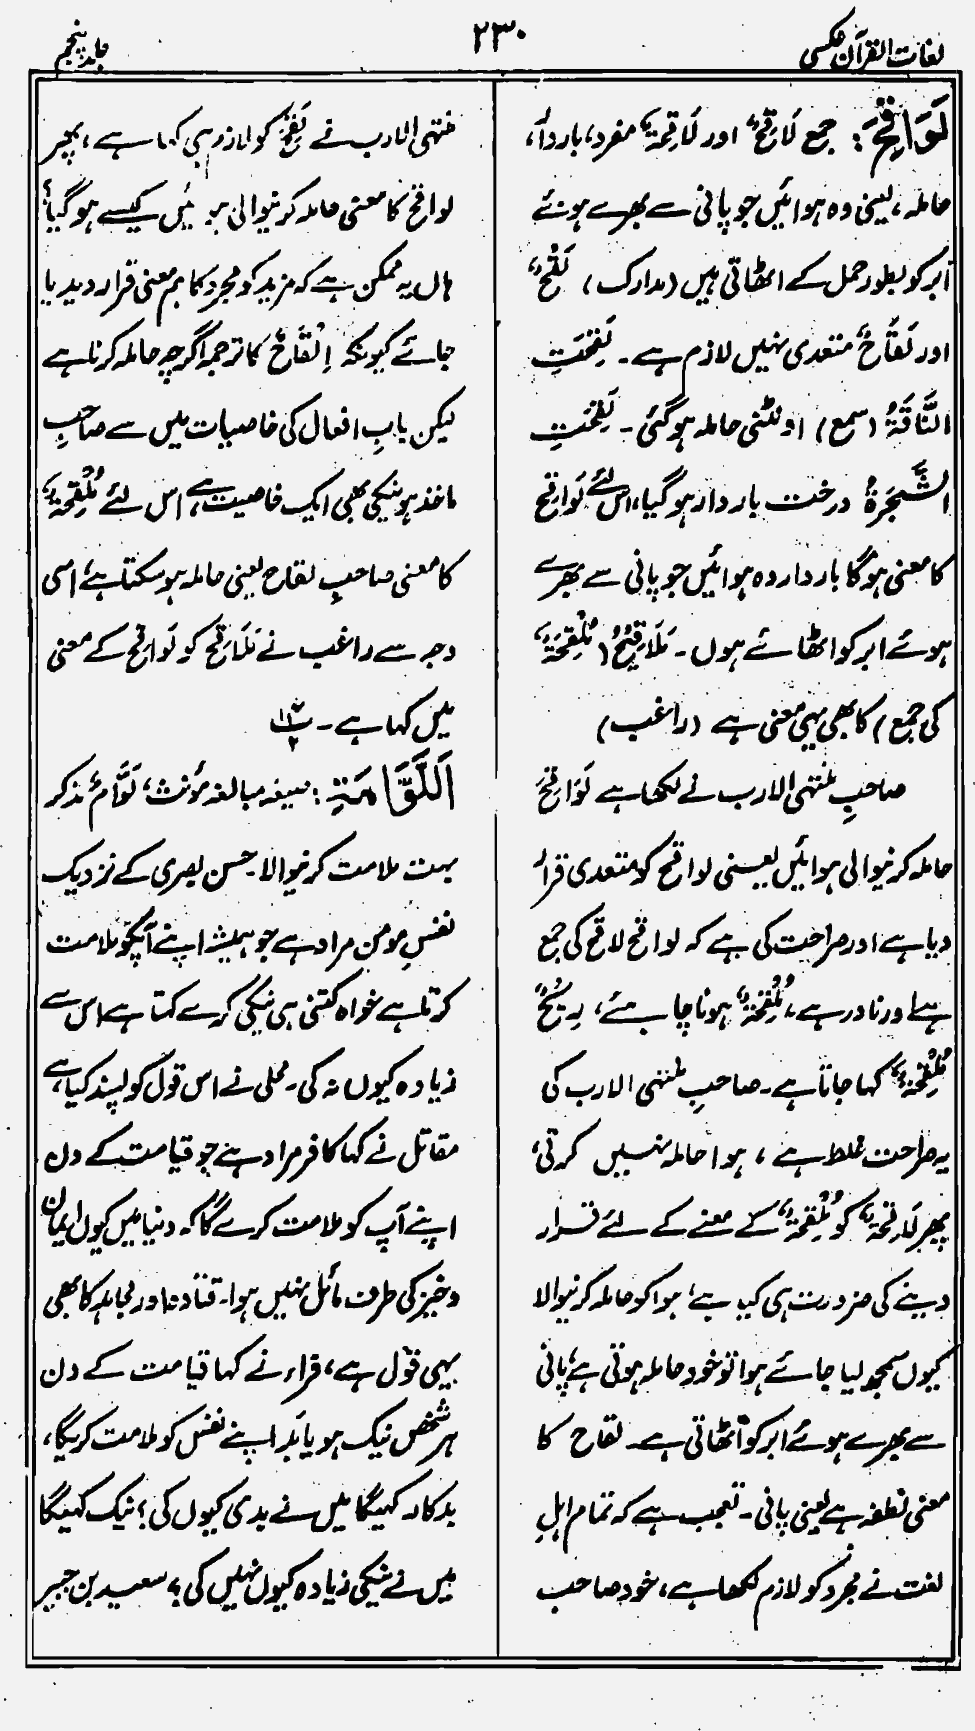 لغات القرآن عکسی
۲۳۰
جلد پنجم
لَوَاقِحَ: جمع لَاقِحٌ اور لَاقِحَۃٌ مفرد، باردار،
حاملہ، یعنی وہ ہوائیں جو پانی سے بھرے ہوئے
ابر کو بطور حمل کے اٹھاتی ہیں (مدارک) لَقْحٌ
اور لَقَاحٌ متعدی نہیں لازم ہے۔ لَقِحَتِ
النَّاقَۃُ (سمع) اونٹنی حاملہ ہو گئی۔ لَقِحَتِ
الشَّجَرَۃُ درخت باردار ہو گیا، اس لئے لَوَاقِح
کا معنی ہوگا باردار وہ ہوائیں جو پانی سے بھرے
ہوئے ابر کو اٹھائے ہوں۔ مَلَاقِیْحُ (مُلْقِحَۃٌ
کی جمع) کا بھی یہی معنی ہے (راغب)
صاحبِ منتہی الارب نے لکھا ہے لَوَاقِحَ
حاملہ کرنیوالی ہوائیں یعنی لواقح کو متعدی قرار
دیا ہے اور صراحت کی ہے کہ لواقح لاقح کی جمع
ہے اور نادر ہے، مُلْقِحَۃٌ ہونا چاہئے، رِیْحٌ
مُلْقِحَۃٌ کہا جاتا ہے۔ صاحبِ منتہی الارب کی
یہ صراحت غلط ہے، ہوا حاملہ نہیں کرتی،
پھر لَاقِحَۃٌ کو مُلْقِحَۃٌ کے معنے کے لئے قرار
دینے کی ضرورت ہی کیا ہے، ہوا کو حاملہ کرنیوالا
کیوں سمجھ لیا جائے ہوا تو خود حاملہ ہوتی ہے، پانی
سے بھرے ہوئے ابر کو اٹھاتی ہے۔ لقاح کا
معنی نطفہ ہے یعنی پانی۔ تعجب ہے کہ تمام اہلِ
لغت نے مجرد کو لازم لکھا ہے، خود صاحب
منتہی الارب نے لَقْحٌ کو لازم ہی کہا ہے، پھر
لواقح کا معنی حاملہ کرنیوالی ہوائیں کیسے ہو گیا؟
ہاں یہ ممکن ہے کہ مزید کو مجرد کا ہم معنی قرار دیدیا
جائے کیونکہ اِلْقَاحٌ کا ترجمہ اگرچہ حاملہ کرنا ہے
لیکن بابِ افعال کی خاصیات میں سے صاحبِ
ماخذ ہونیکی بھی ایک خاصیت ہے، اس لئے مُلْقِحَۃٌ
کا معنی صاحبِ لقاح یعنی حاملہ ہو سکتا ہے، اسی
وجہ سے راغب نے مَلَاقِح کو لَوَاقِح کے معنی
میں کہا ہے۔
اَللَّوَّامَۃِ: صیغہ مبالغہ مؤنث، لَوَّامٌ مذکر
بہت ملامت کرنیوالا۔ حسن بصری کے نزدیک
نفسِ مومن مراد ہے جو ہمیشہ اپنے آپکو ملامت
کرتا ہے خواہ کتنی ہی نیکی کرے کہتا ہے اس سے
زیادہ کیوں نہ کی۔ محلی نے اس قول کو پسند کیا ہے،
مقاتل نے کہا کافر مراد ہے جو قیامت کے دن
اپنے آپ کو ملامت کرے گا کہ دنیا میں کیوں ایمان
و خیر کی طرف مائل نہیں ہوا۔ قتادہ اور مجاہد کا بھی
یہی قول ہے، فراء نے کہا قیامت کے دن
ہر شخص نیک ہو یا بد اپنے نفس کو ملامت کریگا،
بدکار کہیگا میں نے بدی کیوں کی؟ نیک کہیگا
میں نے نیکی زیادہ کیوں نہیں کی؟ سعید بن جبیر